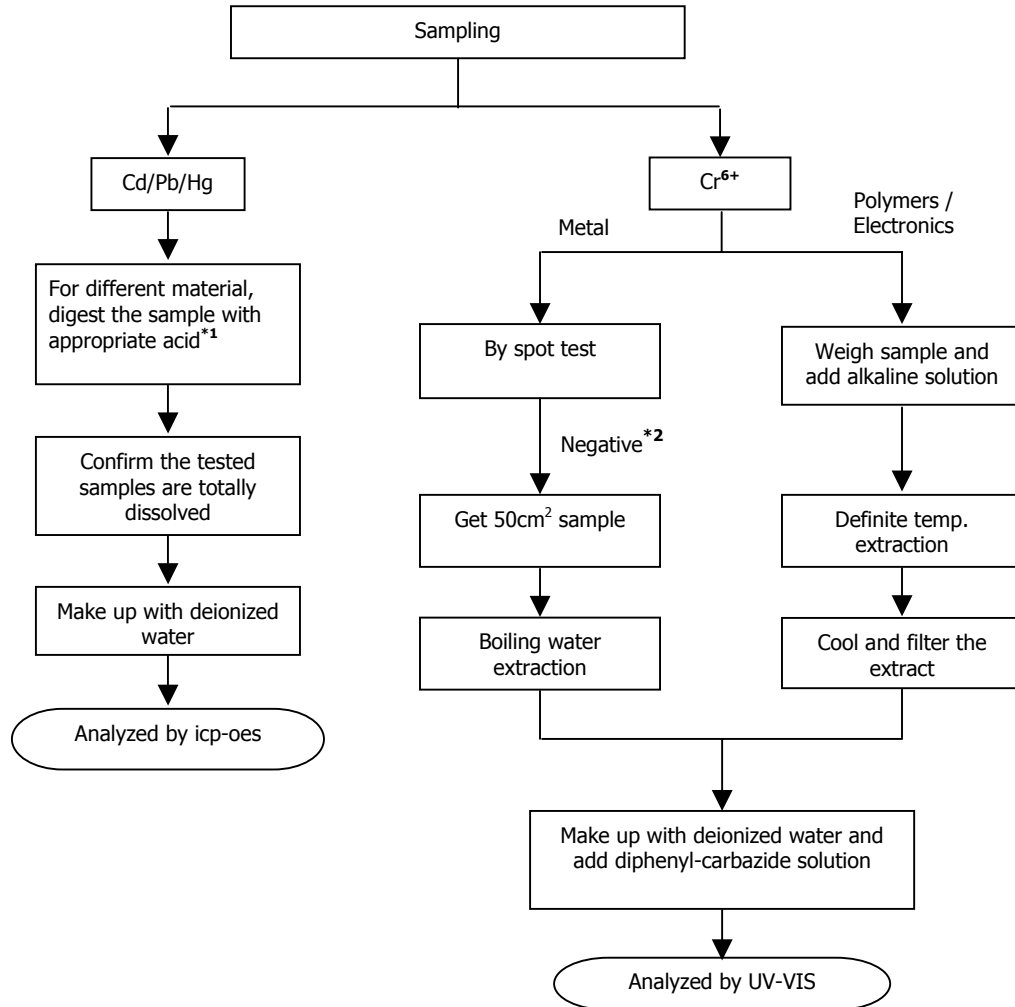 Sampling
Cd/Pb/Hg
For different material,
digest the sample with
appropriate acid*1
Confirm the tested
samples are totally
dissolved
Make up with deionized
water
Analyzed by icp-oes
Cr6+
Metal
Polymers /
Electronics
By spot test
Negative*2
Get 50cm2 sample
Boiling water
extraction
Weigh sample and
add alkaline solution
Definite temp.
extraction
Cool and filter the
extract
Make up with deionized water and
add diphenyl-carbazide solution
Analyzed by UV-VIS